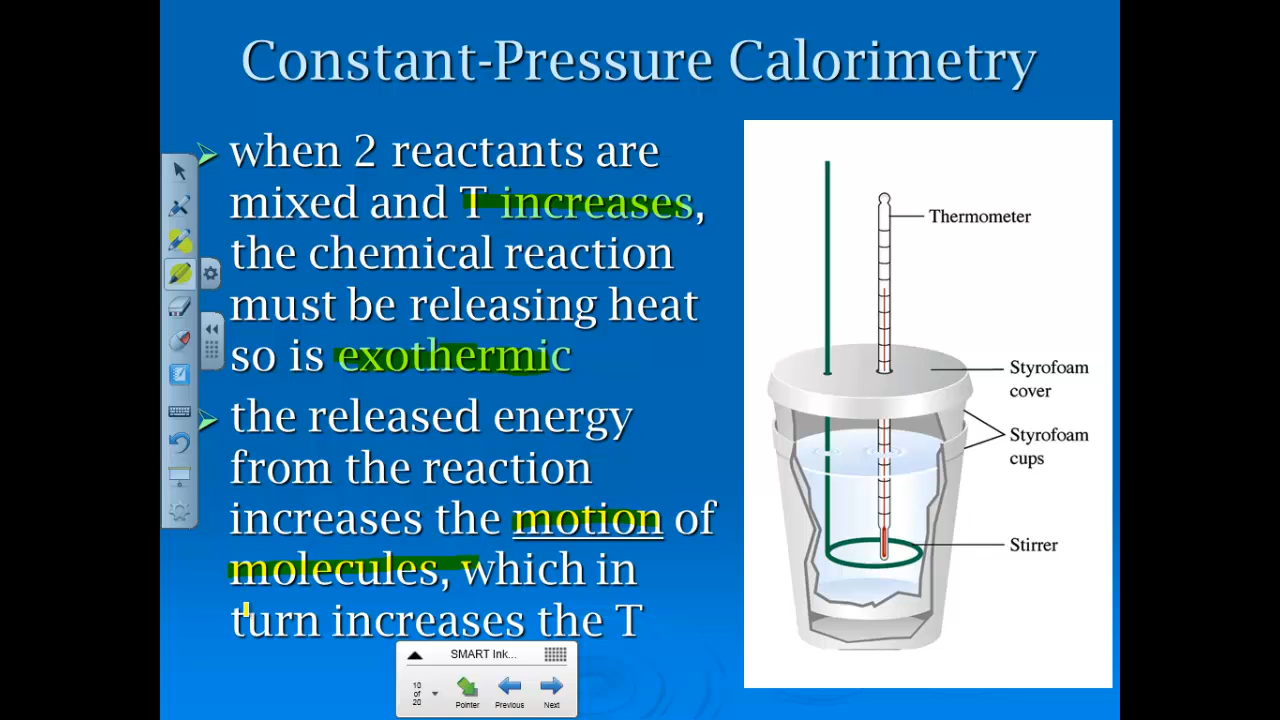 Constant-Pressure Calorimetry
when 2 reactants are
mixed and T increases,
the chemical reaction
must be releasing heat
so is exothermic
the released energy
from the reaction
increases the motion of
molecules, which in
turn increases the T
Thermometer
Styrofoam
cover
Styrofoam
cups
Stirrer
SMART Ink...
10
of
20
Pointer
Previous
Next